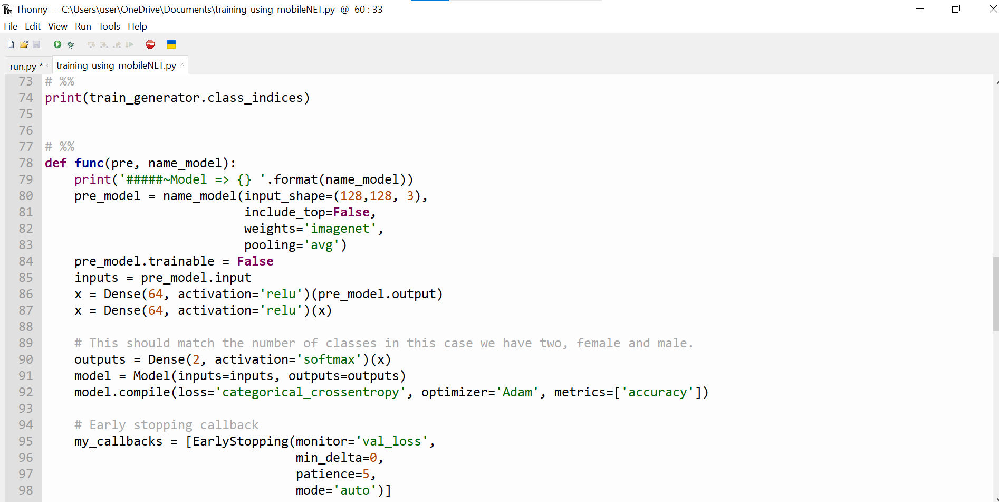 Thonny - C:\Users\user\OneDrive\Documents\training_using_mobileNET.py @ 60 : 33
File Edit View Run Tools Help
STOP
run.py * × training_using_mobileNET.py ×
73 # %%
74 print(train_generator.class_indices)
75
76
77 # %%
78 def func(pre, name_model):
79     print('#####~Model => {} '.format(name_model))
80     pre_model = name_model(input_shape=(128,128, 3),
81                            include_top=False,
82                            weights='imagenet',
83                            pooling='avg')
84     pre_model.trainable = False
85     inputs = pre_model.input
86     x = Dense(64, activation='relu')(pre_model.output)
87     x = Dense(64, activation='relu')(x)
88
89     # This should match the number of classes in this case we have two, female and male.
90     outputs = Dense(2, activation='softmax')(x)
91     model = Model(inputs=inputs, outputs=outputs)
92     model.compile(loss='categorical_crossentropy', optimizer='Adam', metrics=['accuracy'])
93
94     # Early stopping callback
95     my_callbacks = [EarlyStopping(monitor='val_loss',
96                                   min_delta=0,
97                                   patience=5,
98                                   mode='auto')]